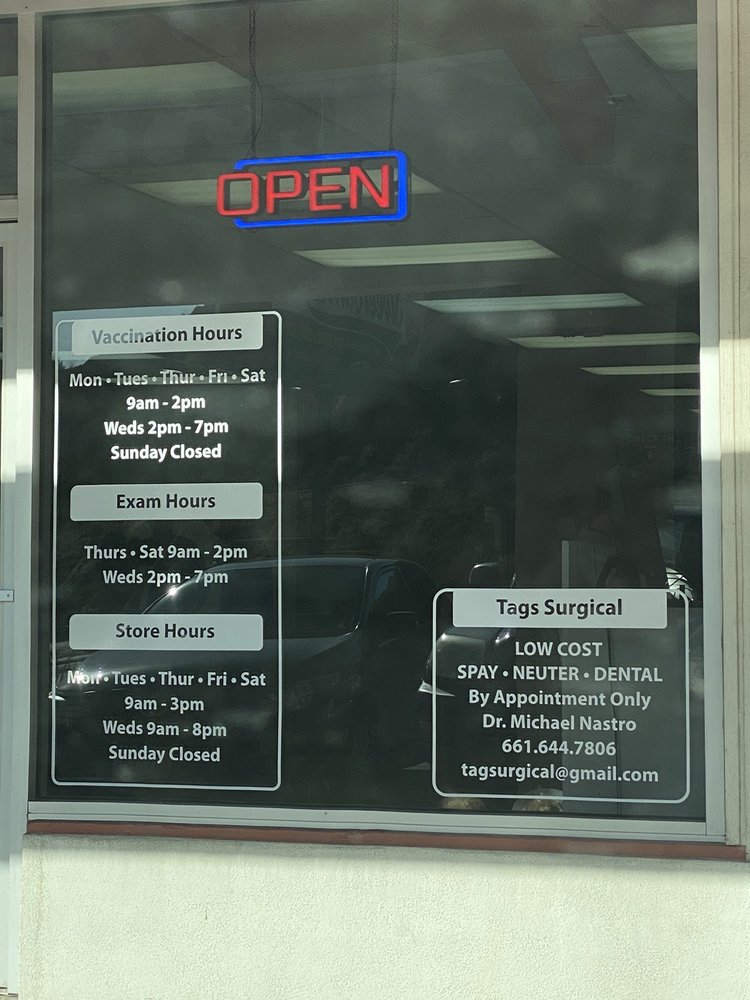 OPEN
Vaccination Hours
Mon • Tues • Thur • Fri • Sat
9am - 2pm
Weds 2pm - 7pm
Sunday Closed
Exam Hours
Thurs • Sat 9am - 2pm
Weds 2pm - 7pm
Store Hours
Mon • Tues • Thur • Fri • Sat
9am - 3pm
Weds 9am - 8pm
Sunday Closed
CHECK IN
Tags Surgical
LOW COST
SPAY • NEUTER • DENTAL
By Appointment Only
Dr. Michael Nastro
661.644.7806
tagsurgical@gmail.com